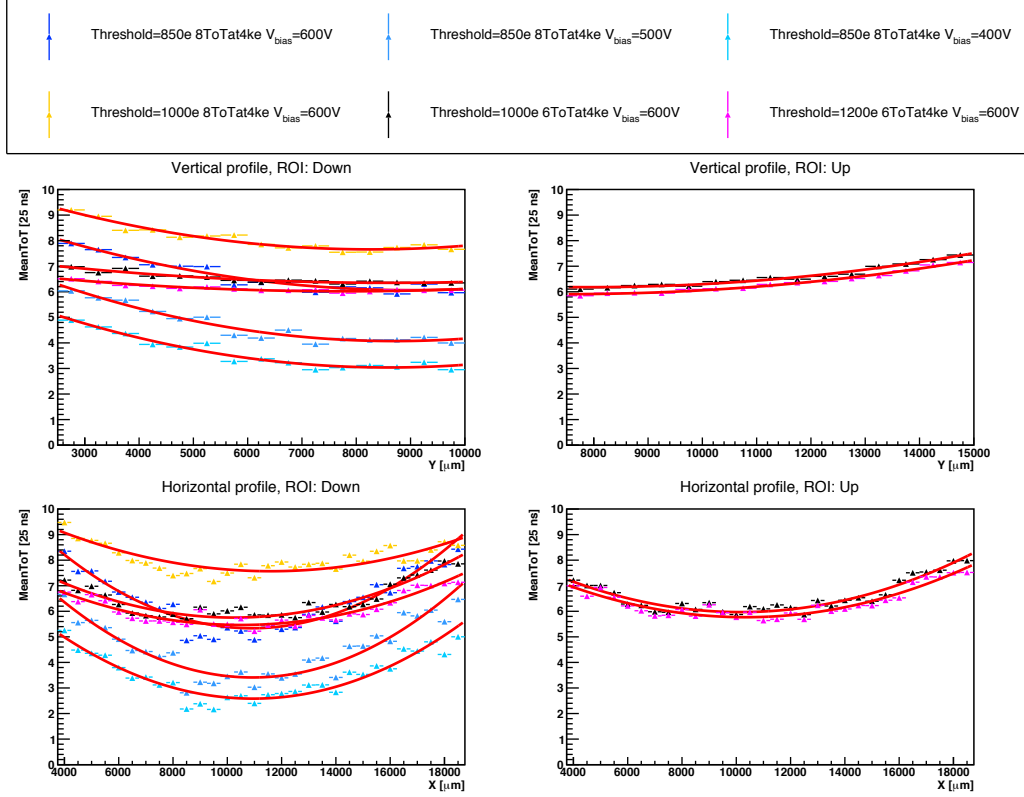 Threshold=850e 8ToTat4ke Vbias=600V Threshold=850e 8ToTat4ke Vbias=500V Threshold=850e 8ToTat4ke Vbias=400V
Threshold=1000e 8ToTat4ke Vbias=600V Threshold=1000e 6ToTat4ke Vbias=600V Threshold=1200e 6ToTat4ke Vbias=600V
Vertical profile, ROI: Down
MeanToT [25 ns]
10
9
8
7
6
5
4
3
2
1
0
3000 4000 5000 6000 7000 8000 9000 10000
Y [μm]
Vertical profile, ROI: Up
MeanToT [25 ns]
10
9
8
7
6
5
4
3
2
1
0
8000 9000 10000 11000 12000 13000 14000 15000
Y [μm]
Horizontal profile, ROI: Down
MeanToT [25 ns]
10
9
8
7
6
5
4
3
2
1
0
4000 6000 8000 10000 12000 14000 16000 18000
X [μm]
Horizontal profile, ROI: Up
MeanToT [25 ns]
10
9
8
7
6
5
4
3
2
1
0
4000 6000 8000 10000 12000 14000 16000 18000
X [μm]